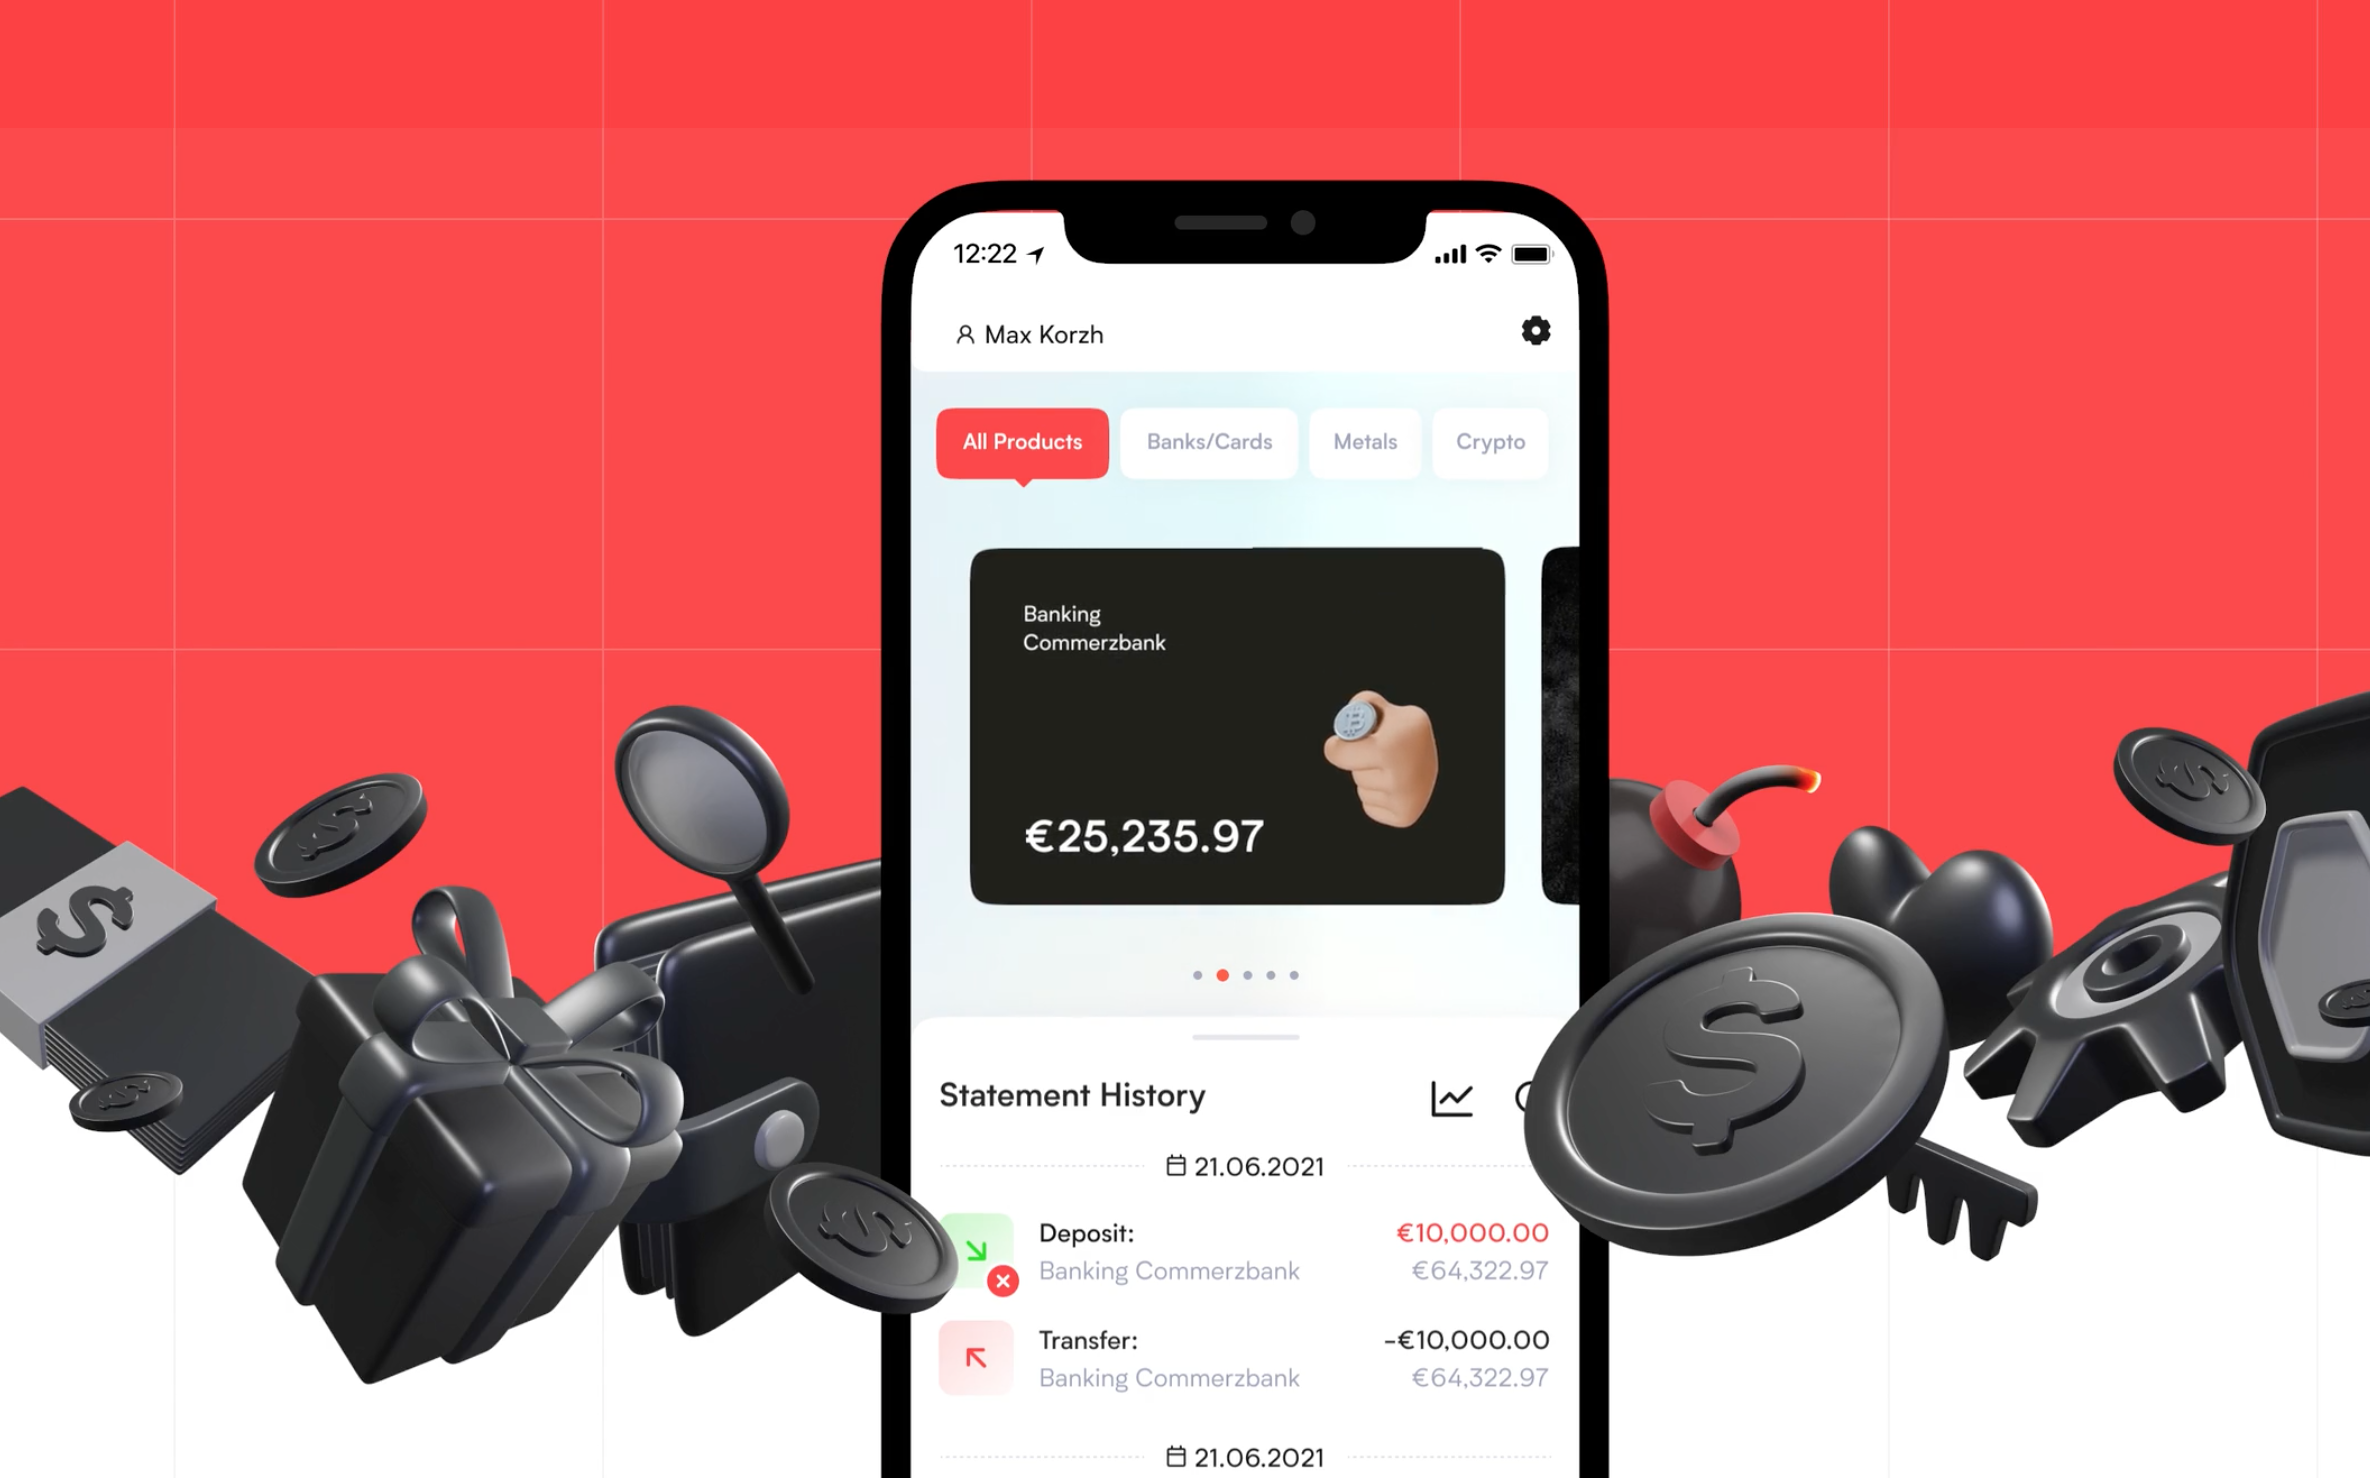 12:22
Max Korzh
All Products
Banks/Cards
Metals
Crypto
Banking
Commerzbank
€25,235.97
Statement History
21.06.2021
Deposit:
€10,000.00
Banking Commerzbank
€64,322.97
Transfer:
-€10,000.00
Banking Commerzbank
€64,322.97
21.06.2021